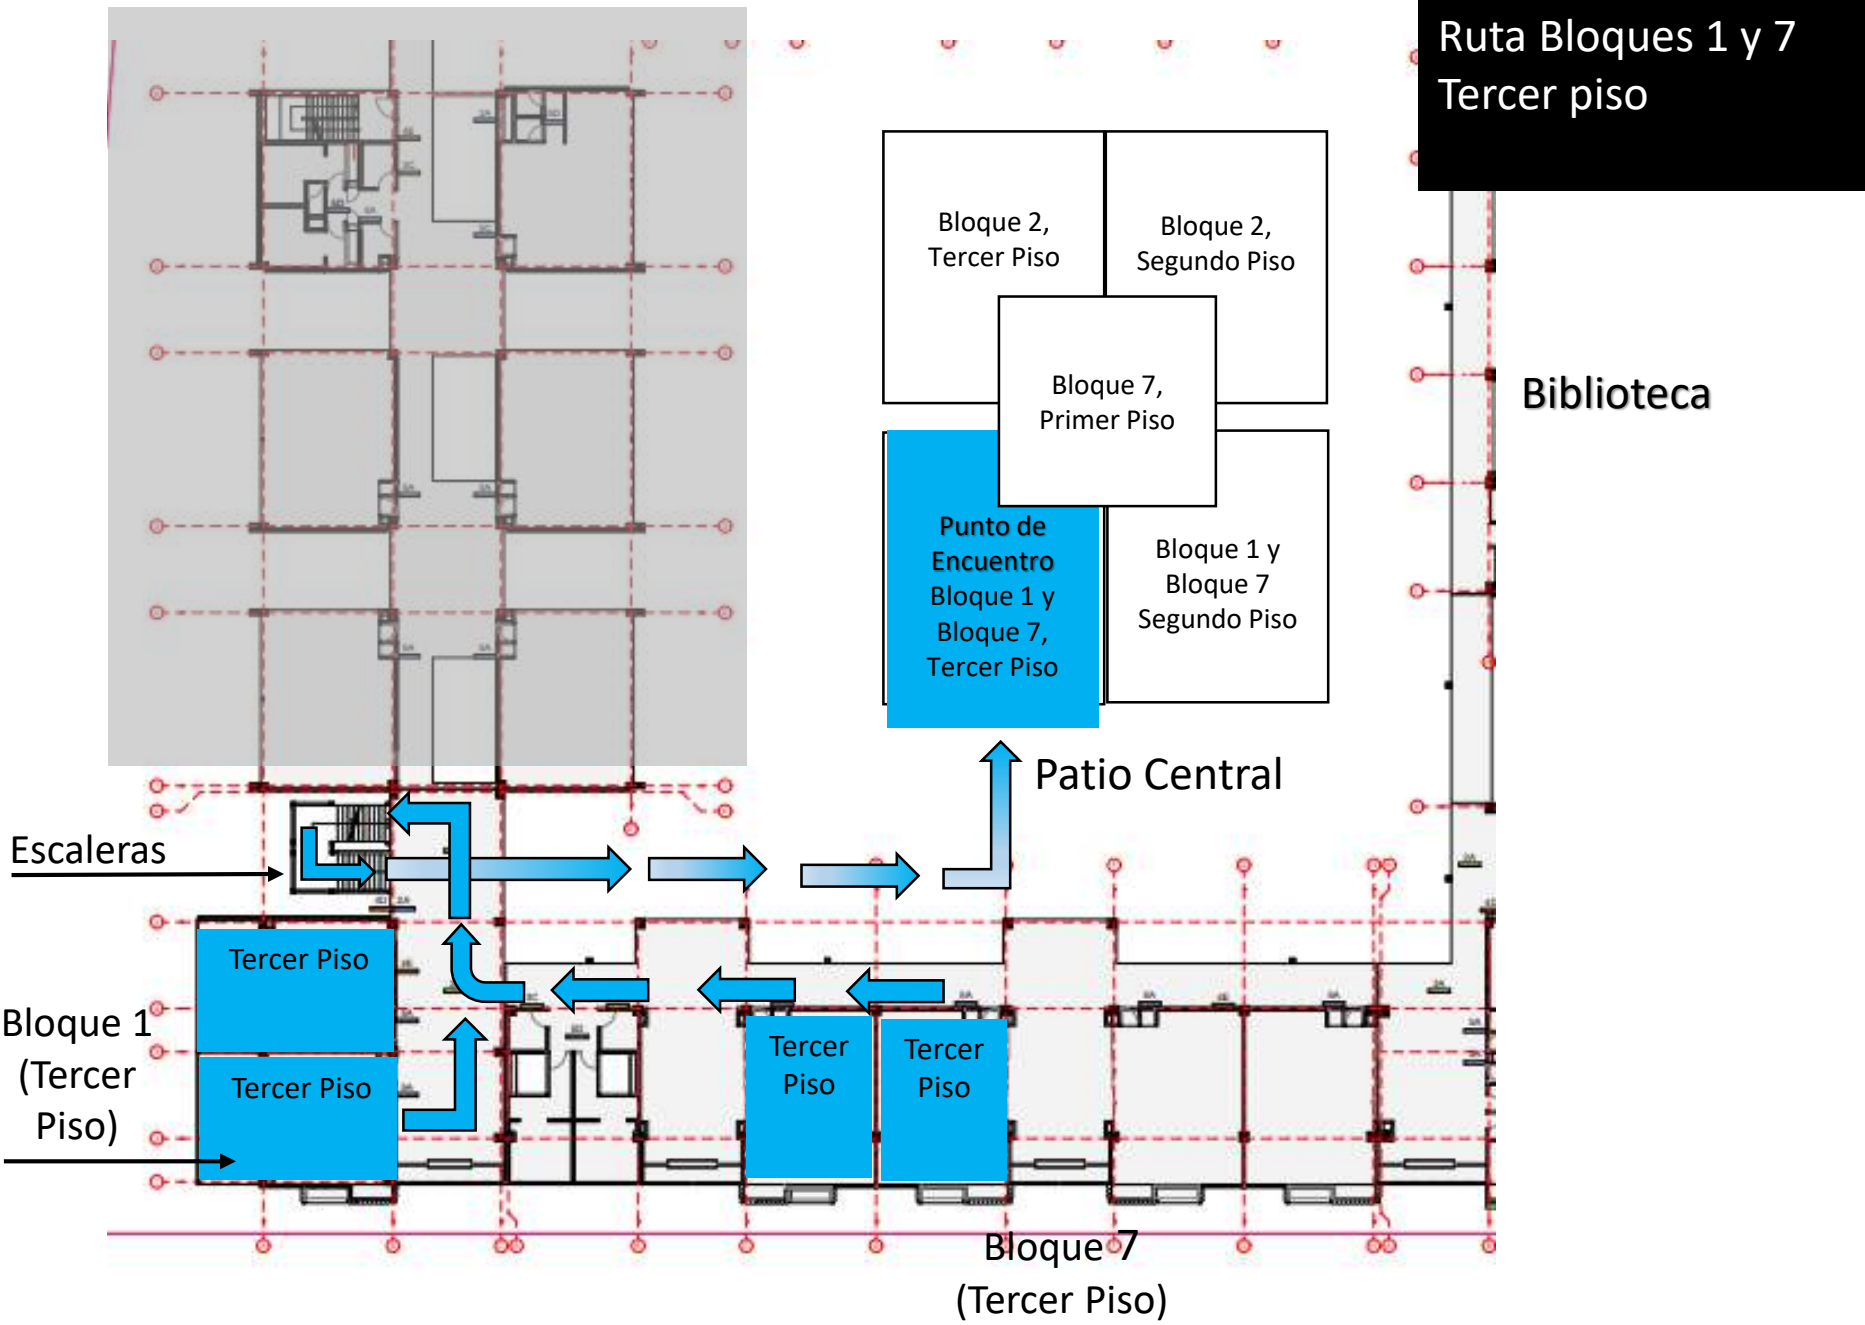 Ruta Bloques 1 y 7
Tercer piso
Bloque 2,
Tercer Piso
Bloque 2,
Segundo Piso
Bloque 7,
Primer Piso
Biblioteca
Punto de
Encuentro
Bloque 1 y
Bloque 7,
Tercer Piso
Bloque 1 y
Bloque 7
Segundo Piso
Patio Central
Escaleras
Tercer Piso
Tercer Piso
Bloque 1
(Tercer
Piso)
Tercer
Piso
Tercer
Piso
Bloque 7
(Tercer Piso)